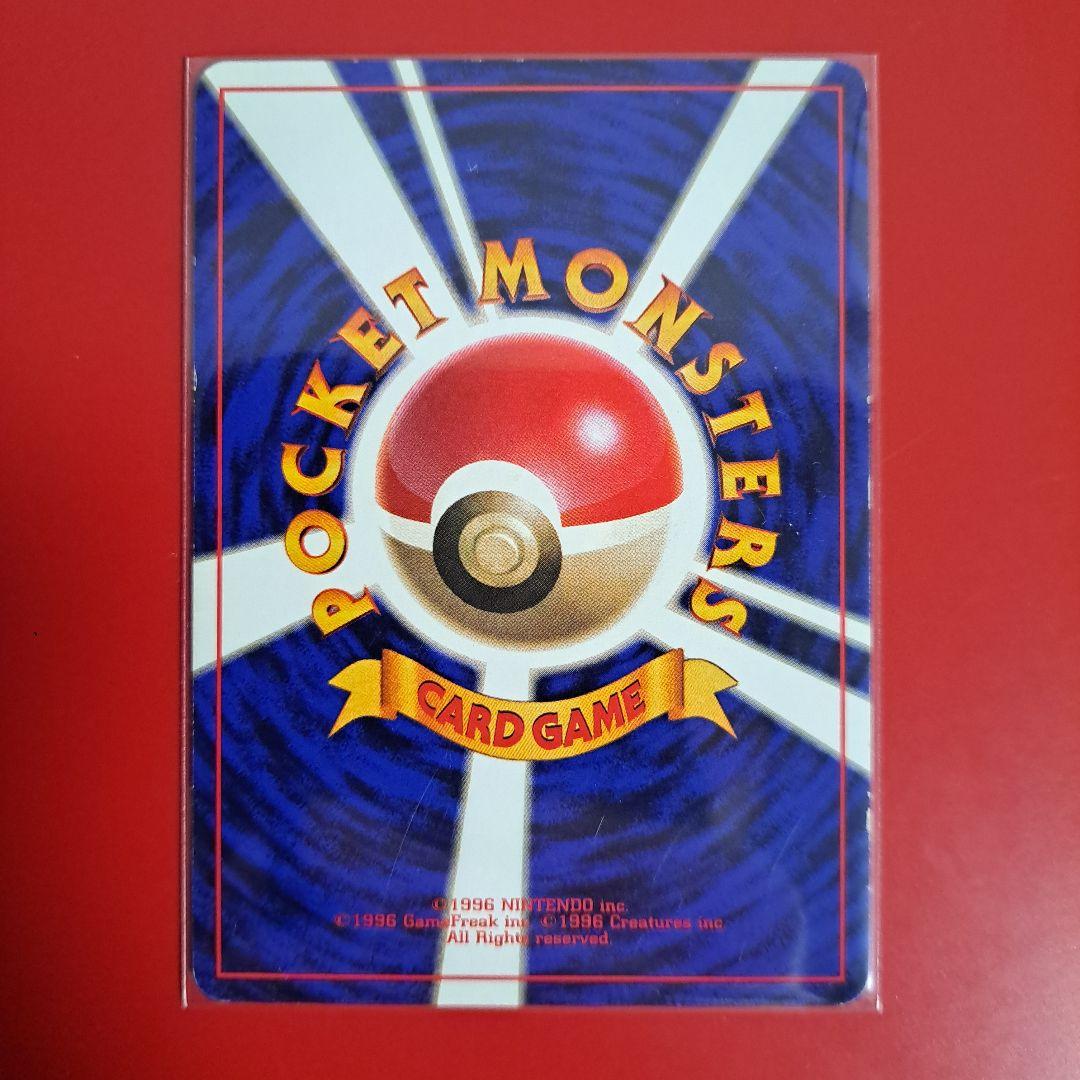 POCKET MONSTERS
CARD GAME
©1996 NINTENDO inc.
©1996 GameFreak inc. ©1996 Creatures inc.
All Rights reserved.